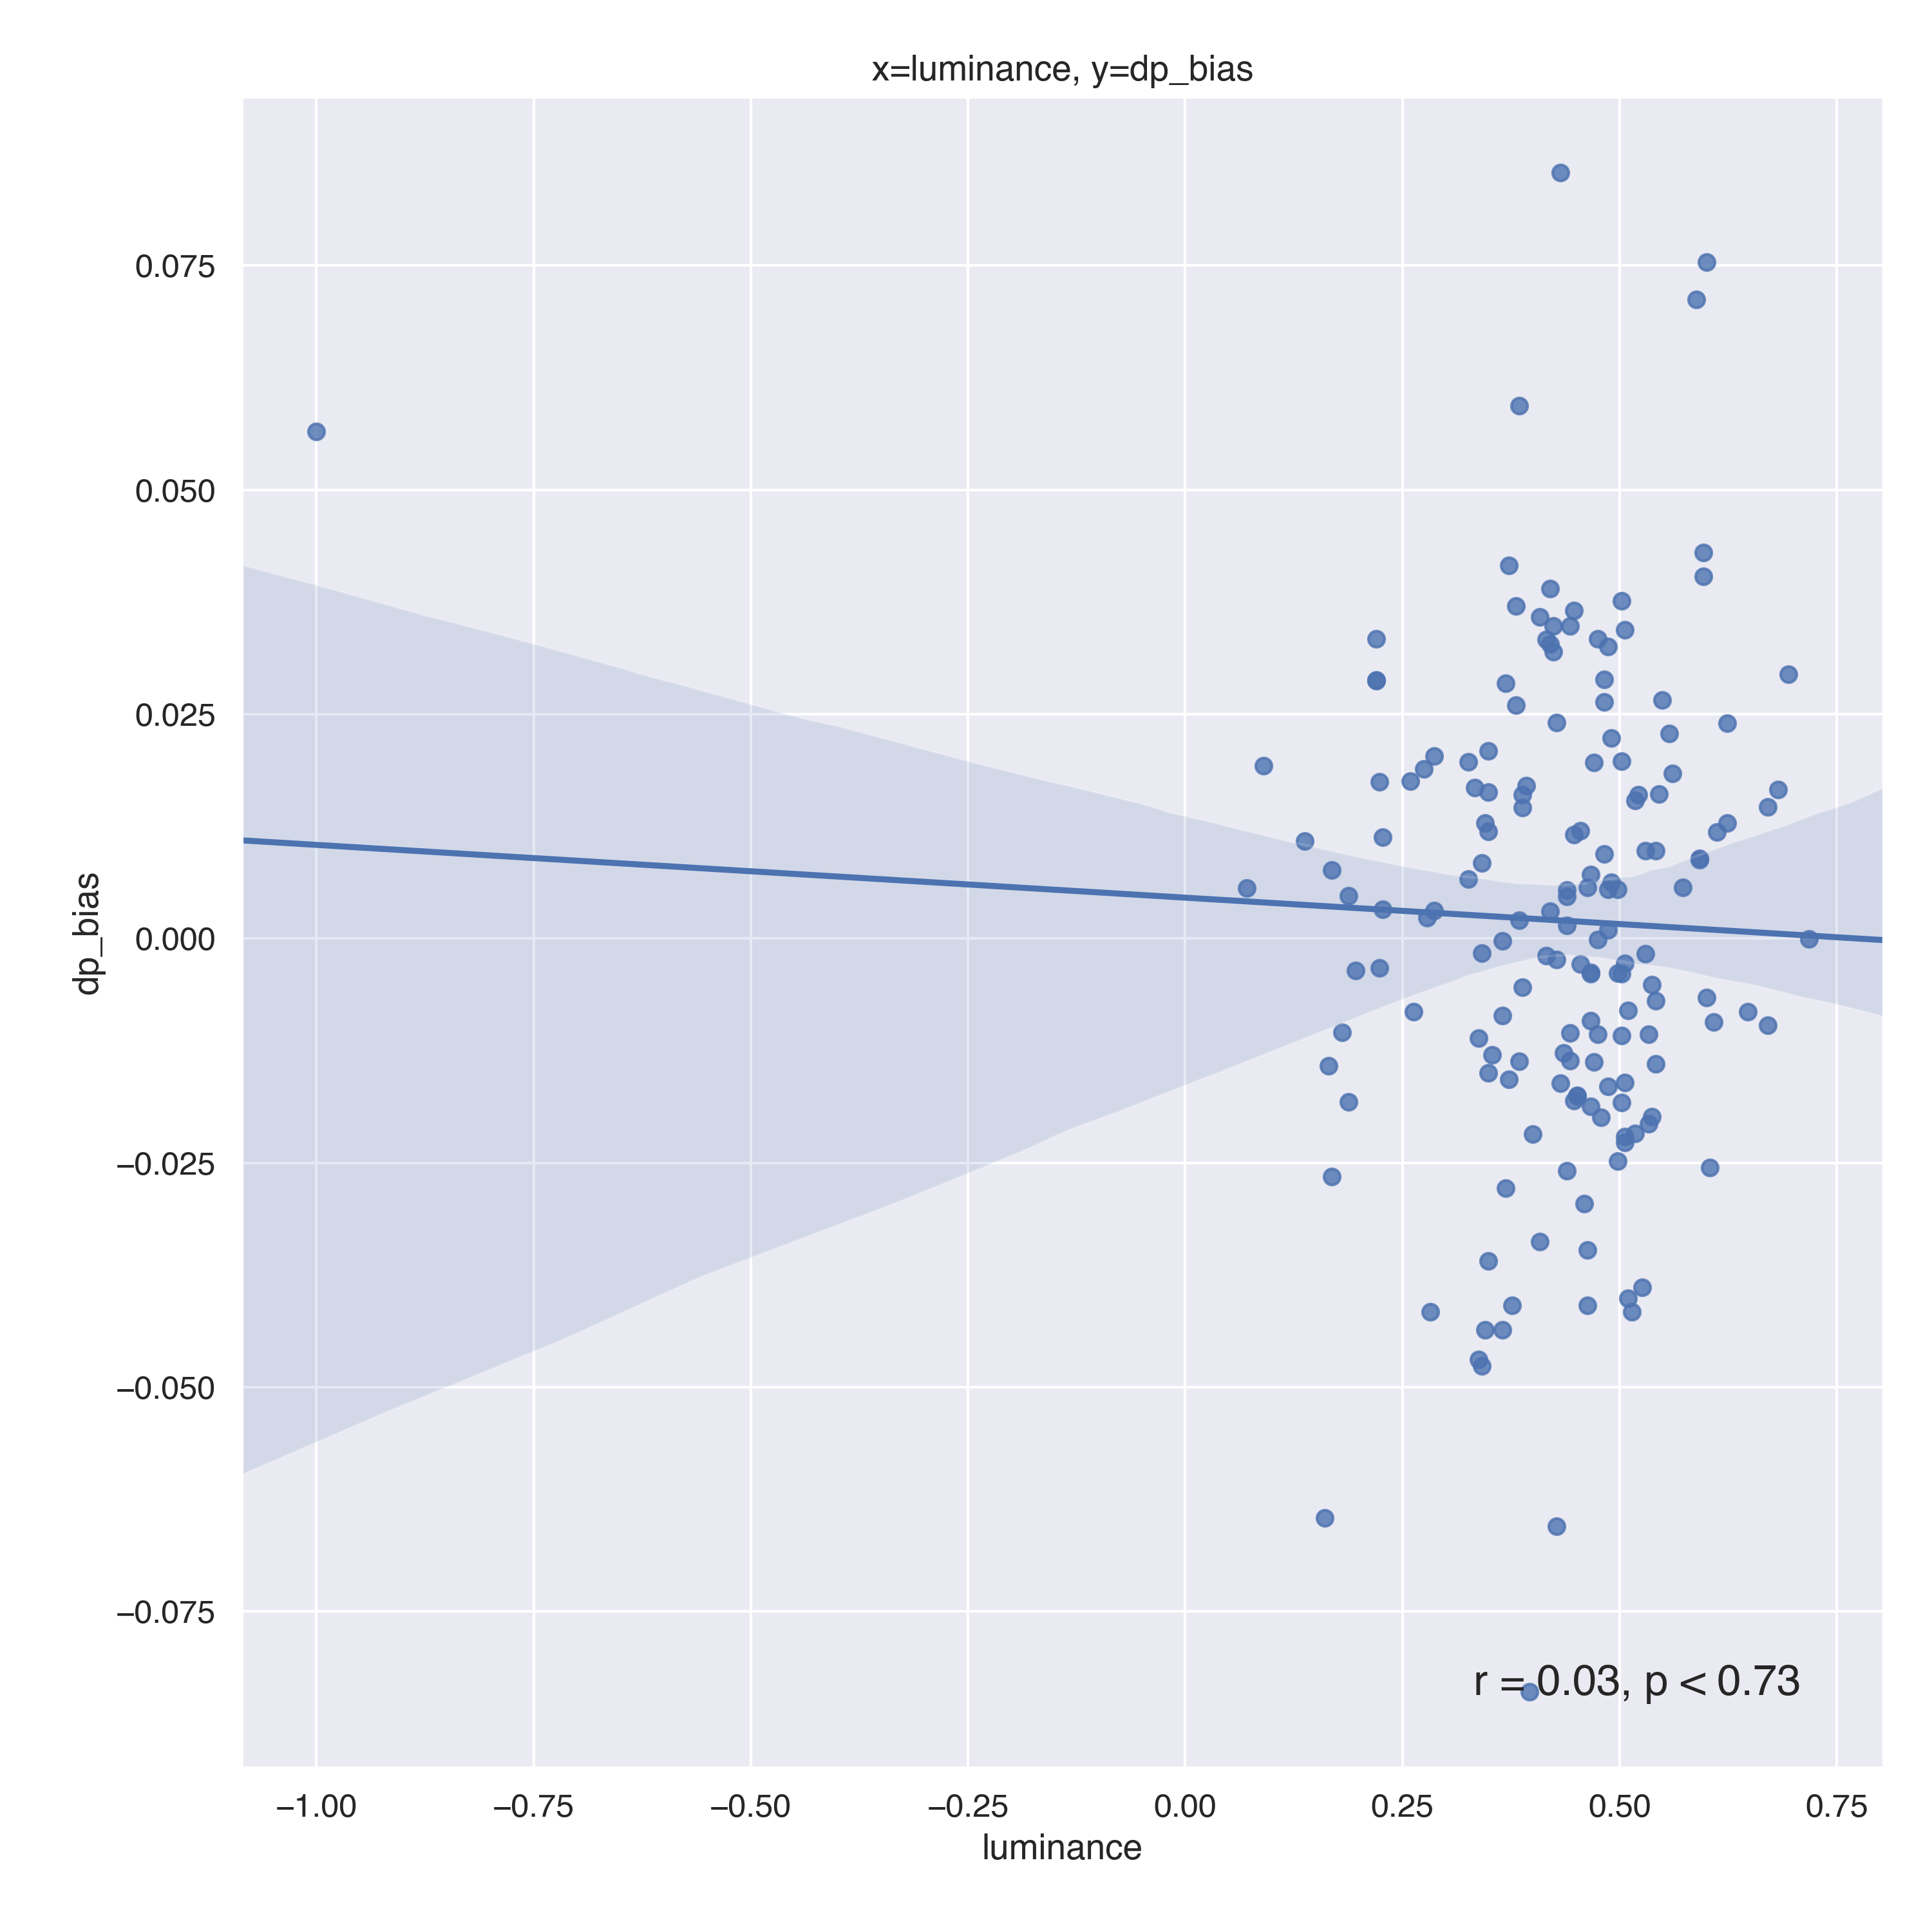 x=luminance, y=dp_bias
0.075
0.050
0.025
0.000
−0.025
−0.050
−0.075
dp_bias
r = 0.03, p < 0.73
−1.00 −0.75 −0.50 −0.25 0.00 0.25 0.50 0.75
luminance